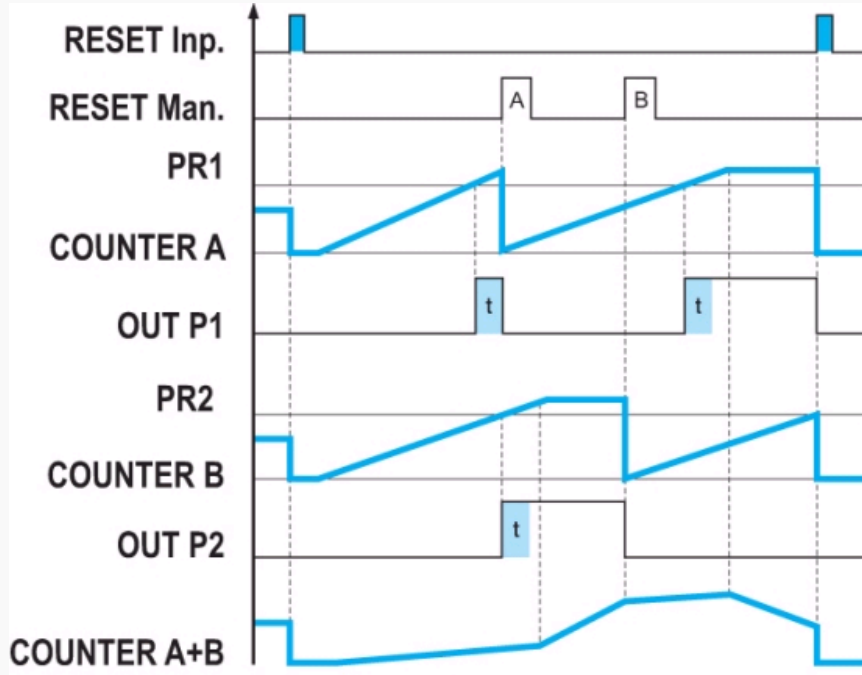 RESET Inp.
RESET Man.
A
B
PR1
COUNTER A
t
t
OUT P1
PR2
COUNTER B
t
OUT P2
COUNTER A+B